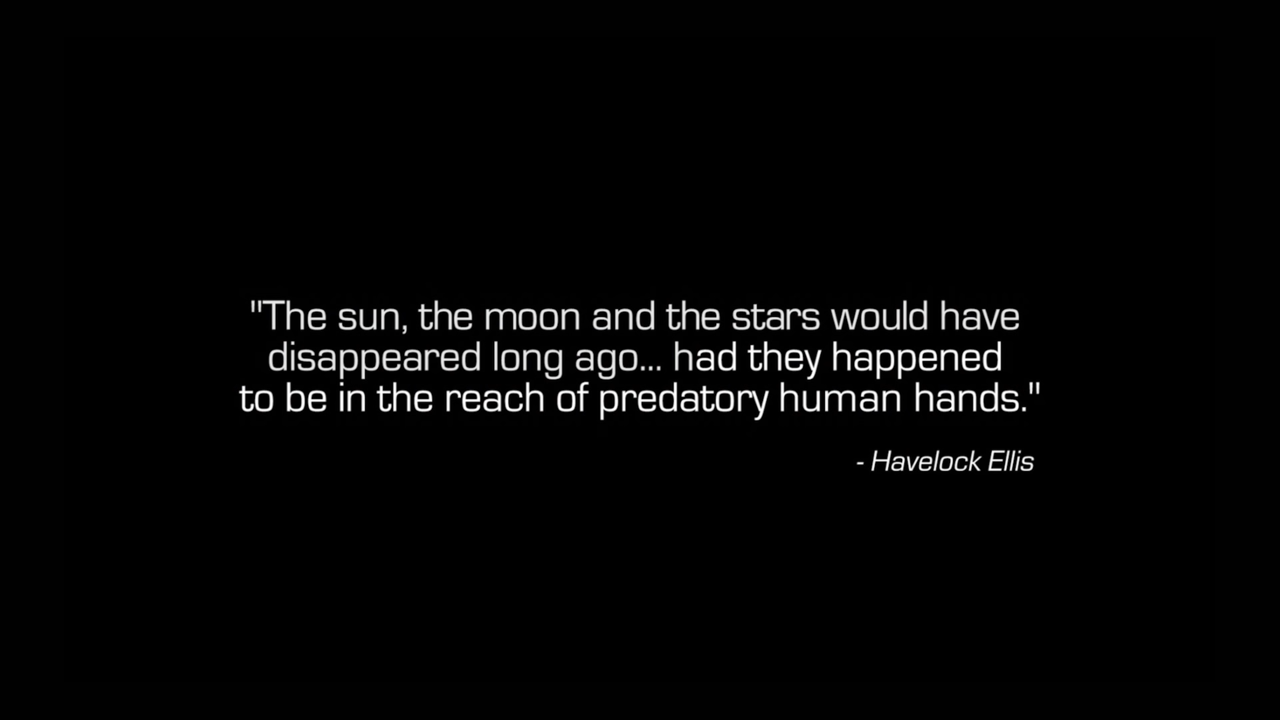 "The sun, the moon and the stars would have
disappeared long ago... had they happened
to be in the reach of predatory human hands."
- Havelock Ellis